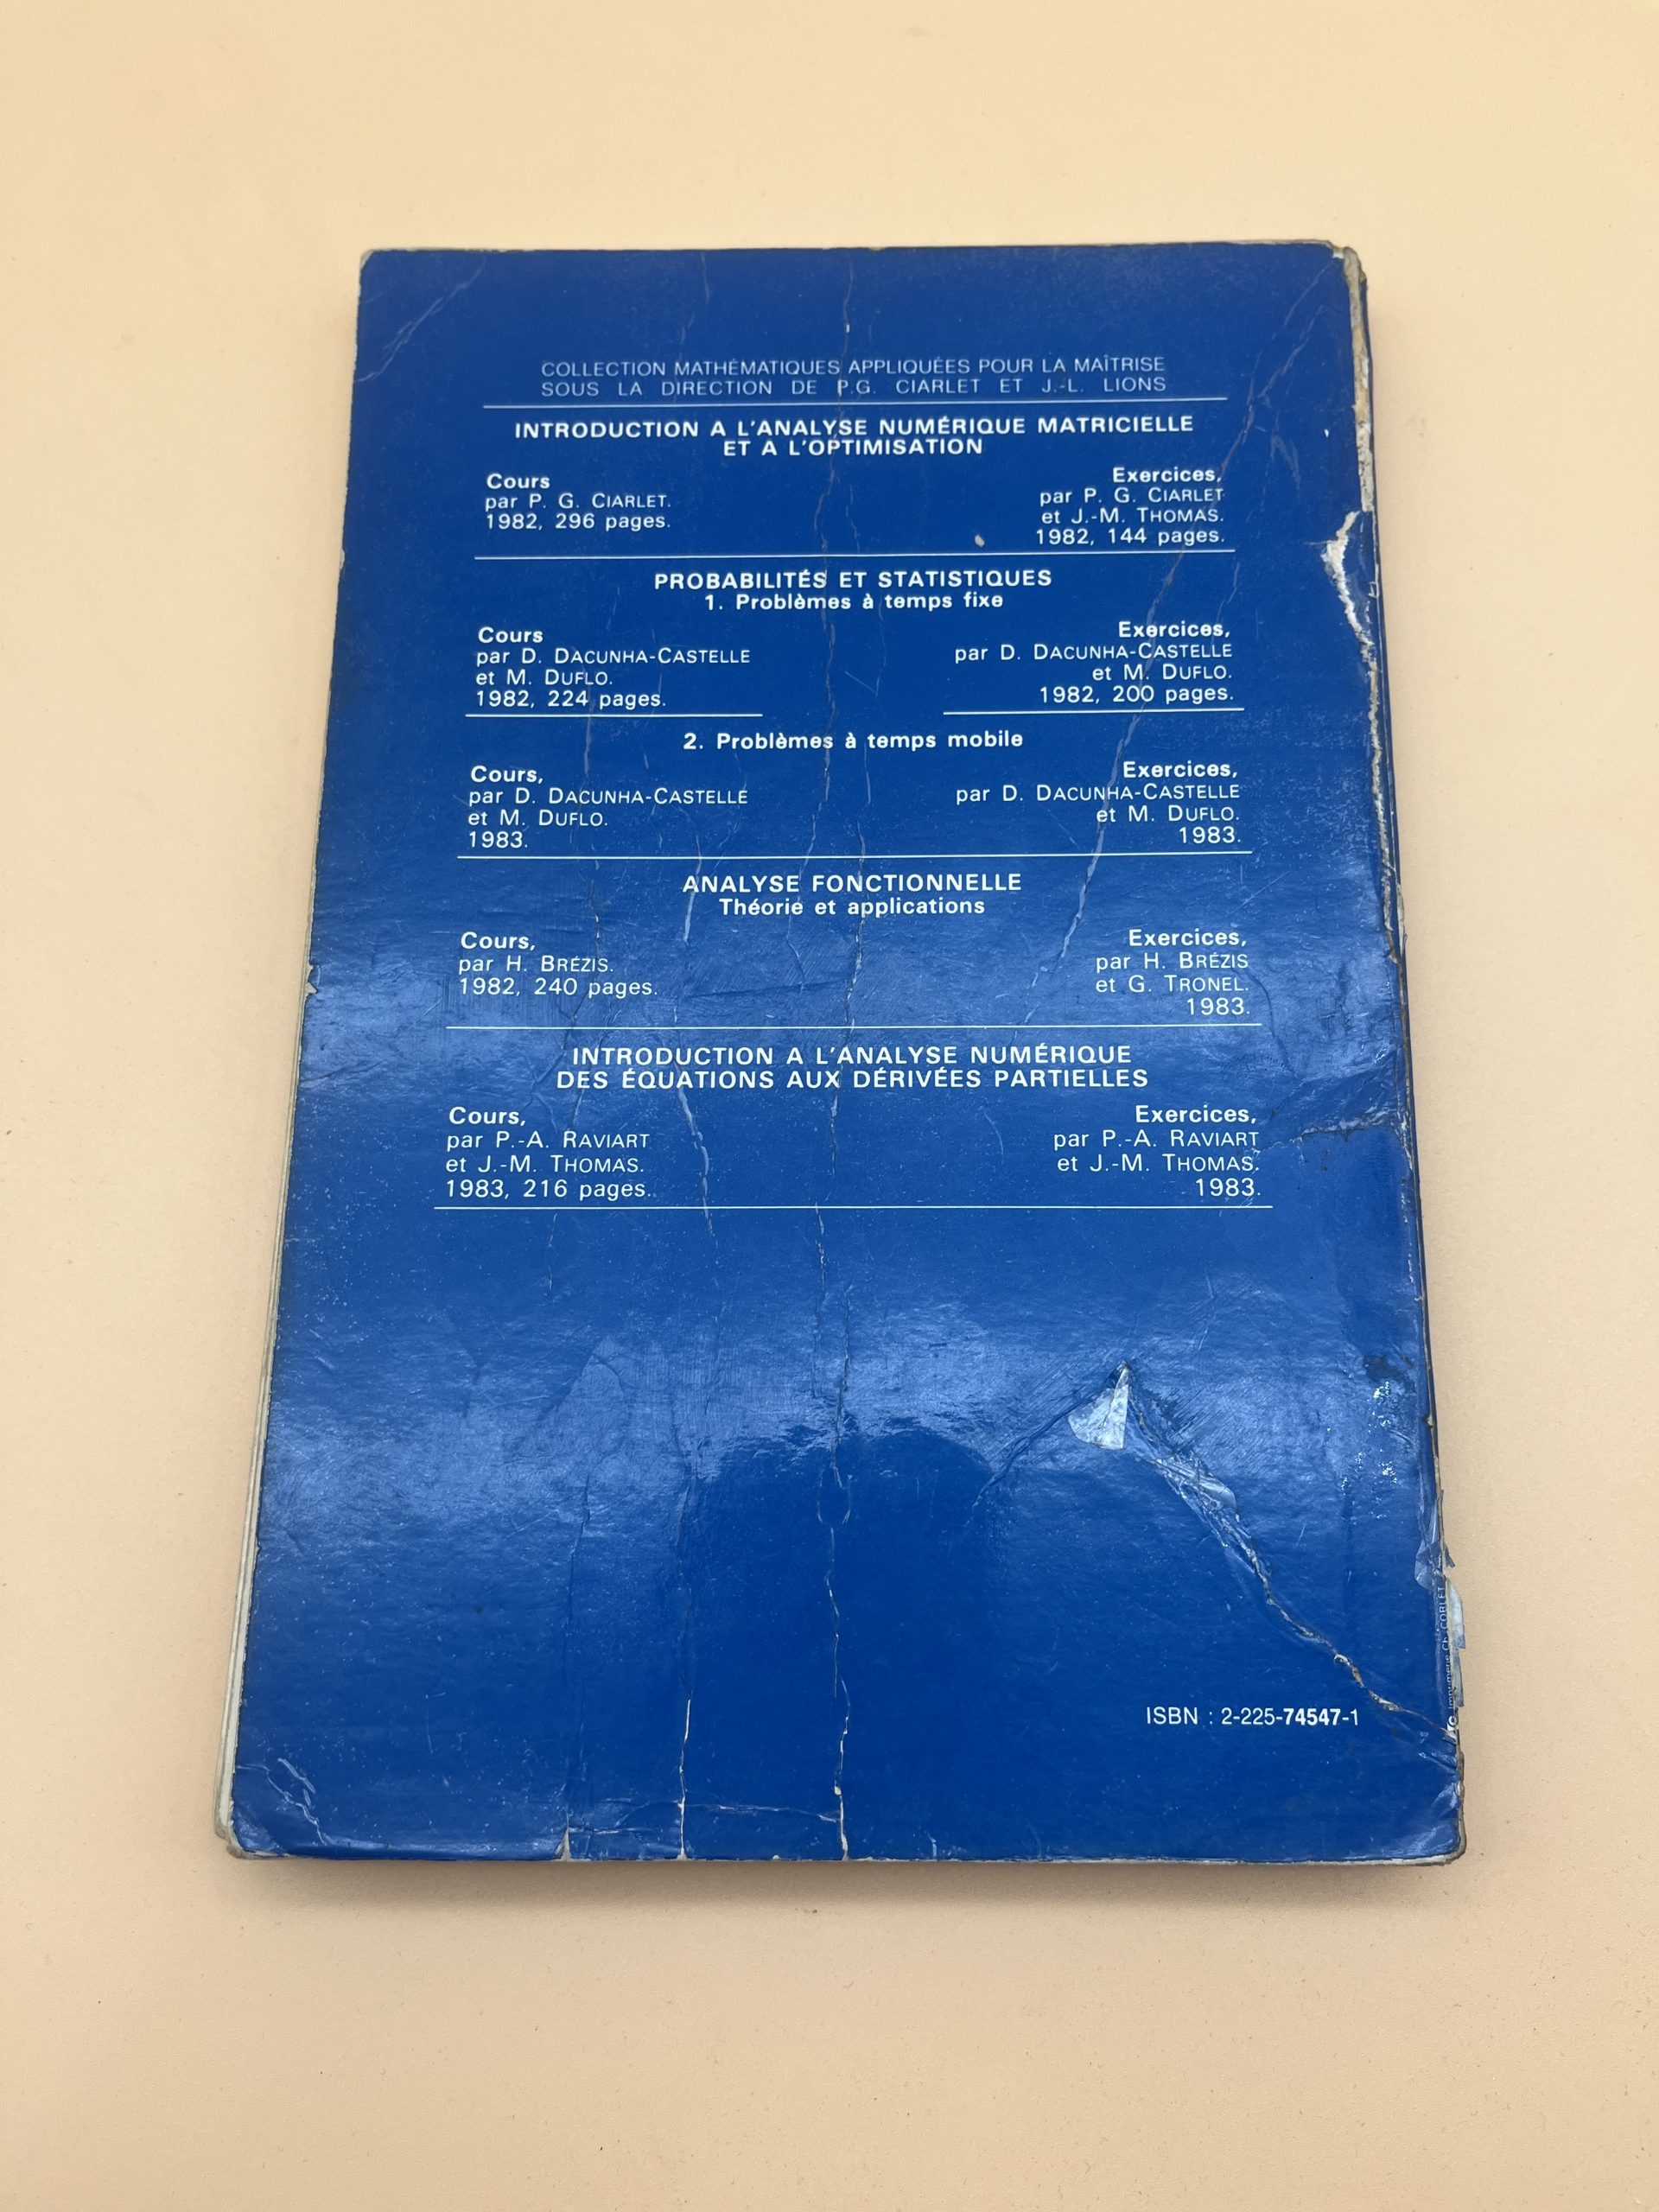 COLLECTION MATHÉMATIQUES APPLIQUÉES POUR LA MAÎTRISE
SOUS LA DIRECTION DE P.G. CIARLET ET J.-L. LIONS
INTRODUCTION A L'ANALYSE NUMÉRIQUE MATRICIELLE
ET A L'OPTIMISATION
Cours
par P. G. CIARLET.
1982, 296 pages.
Exercices,
par P. G. CIARLET
et J.-M. THOMAS.
1982, 144 pages.
PROBABILITÉS ET STATISTIQUES
1. Problèmes à temps fixe
Cours
par D. DACUNHA-CASTELLE
et M. DUFLO.
1982, 224 pages.
Exercices,
par D. DACUNHA-CASTELLE
et M. DUFLO.
1982, 200 pages.
2. Problèmes à temps mobile
Cours,
par D. DACUNHA-CASTELLE
et M. DUFLO.
1983.
Exercices,
par D. DACUNHA-CASTELLE
et M. DUFLO.
1983.
ANALYSE FONCTIONNELLE
Théorie et applications
Cours,
par H. BRÉZIS.
1982, 240 pages.
Exercices,
par H. BRÉZIS
et G. TRONEL.
1983.
INTRODUCTION A L'ANALYSE NUMÉRIQUE
DES ÉQUATIONS AUX DÉRIVÉES PARTIELLES
Cours,
par P.-A. RAVIART
et J.-M. THOMAS.
1983, 216 pages.
Exercices,
par P.-A. RAVIART
et J.-M. THOMAS.
1983.
ISBN : 2-225-74547-1